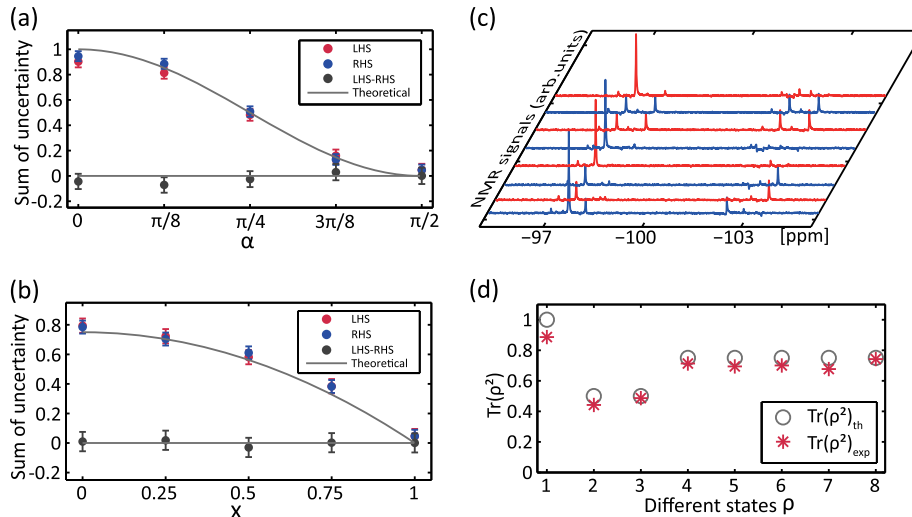 (a)
Sum of uncertainty
1
0.8
0.6
0.4
0.2
0
-0.2
LHS
RHS
LHS-RHS
Theoretical
0
π/8
π/4
3π/8
π/2
α
(c)
NMR signals (arb.units)
−97
−100
−103
[ppm]
(b)
Sum of uncertainty
0.8
0.6
0.4
0.2
0
-0.2
LHS
RHS
LHS-RHS
Theoretical
0
0.25
0.5
0.75
1
x
(d)
Tr(ρ²)
1
0.8
0.6
0.4
0.2
0
Tr(ρ²)th
Tr(ρ²)exp
1
2
3
4
5
6
7
8
Different states ρ